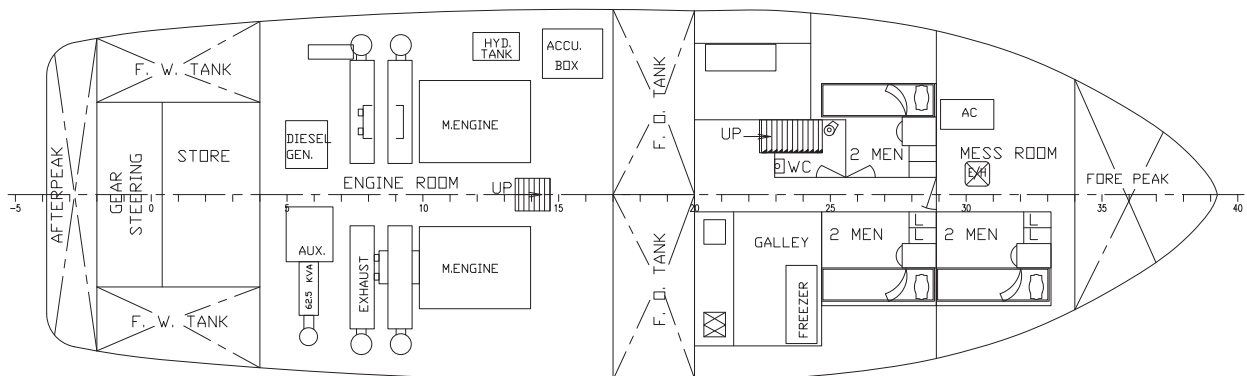 AFTERPEAK
F. W. TANK
GEAR
STEERING
STORE
F. W. TANK
DIESEL
GEN.
AUX.
62.5 KVA
EXHAUST
HYD.
TANK
ACCU.
BOX
M.ENGINE
ENGINE ROOM
UP
M.ENGINE
F. O. TANK
F. O. TANK
UP
WC
2 MEN
GALLEY
FREEZER
2 MEN
2 MEN
L
L
L
L
AC
MESS ROOM
E/H
FORE PEAK
-5 0 5 10 15 20 25 30 35 40